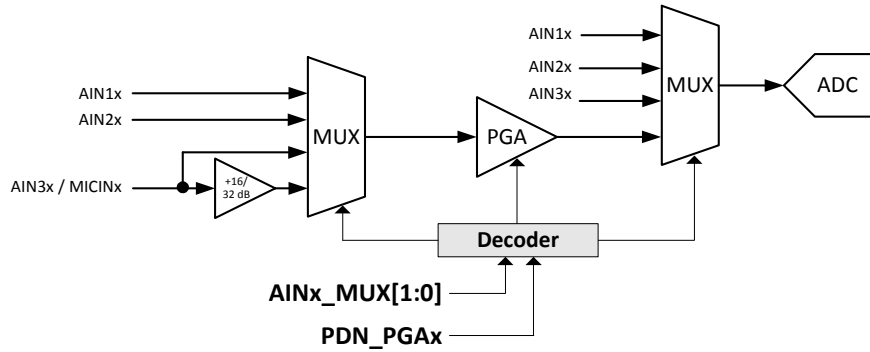 AIN1x
AIN2x
AIN3x
MUX
ADC
AIN1x
AIN2x
MUX
PGA
AIN3x / MICINx
+16/
32 dB
Decoder
AINx_MUX[1:0]
PDN_PGAx